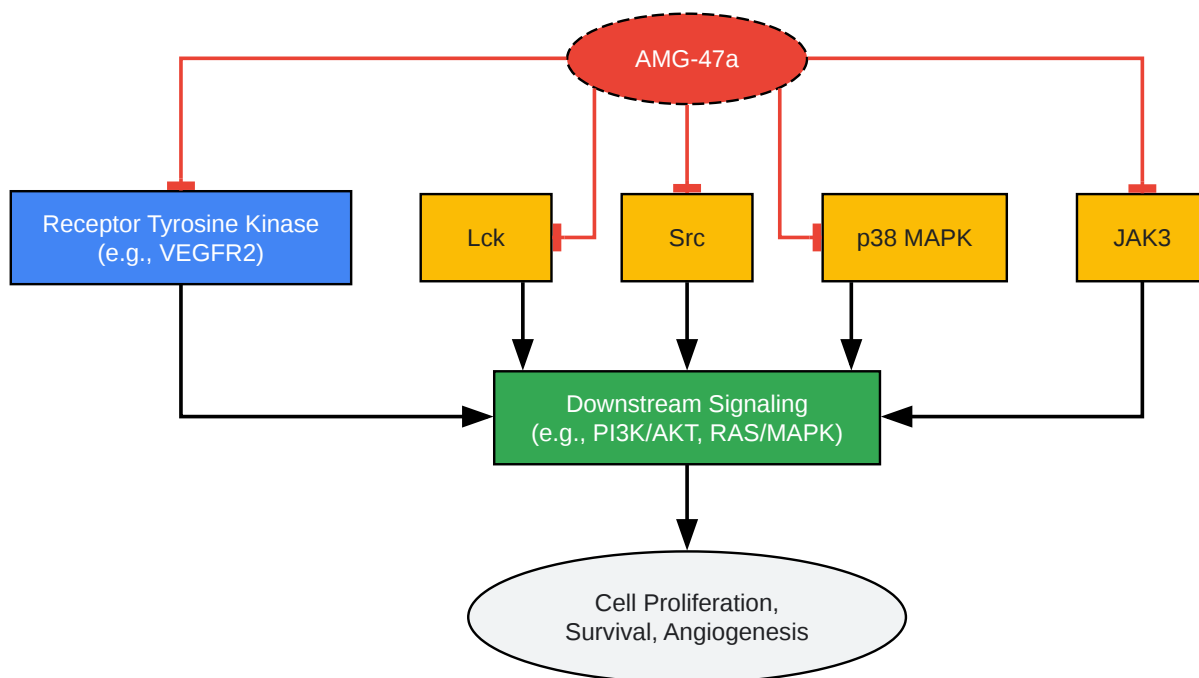 AMG-47a
Receptor Tyrosine Kinase
(e.g., VEGFR2)
Lck
Src
p38 MAPK
JAK3
Downstream Signaling
(e.g., PI3K/AKT, RAS/MAPK)
Cell Proliferation,
Survival, Angiogenesis